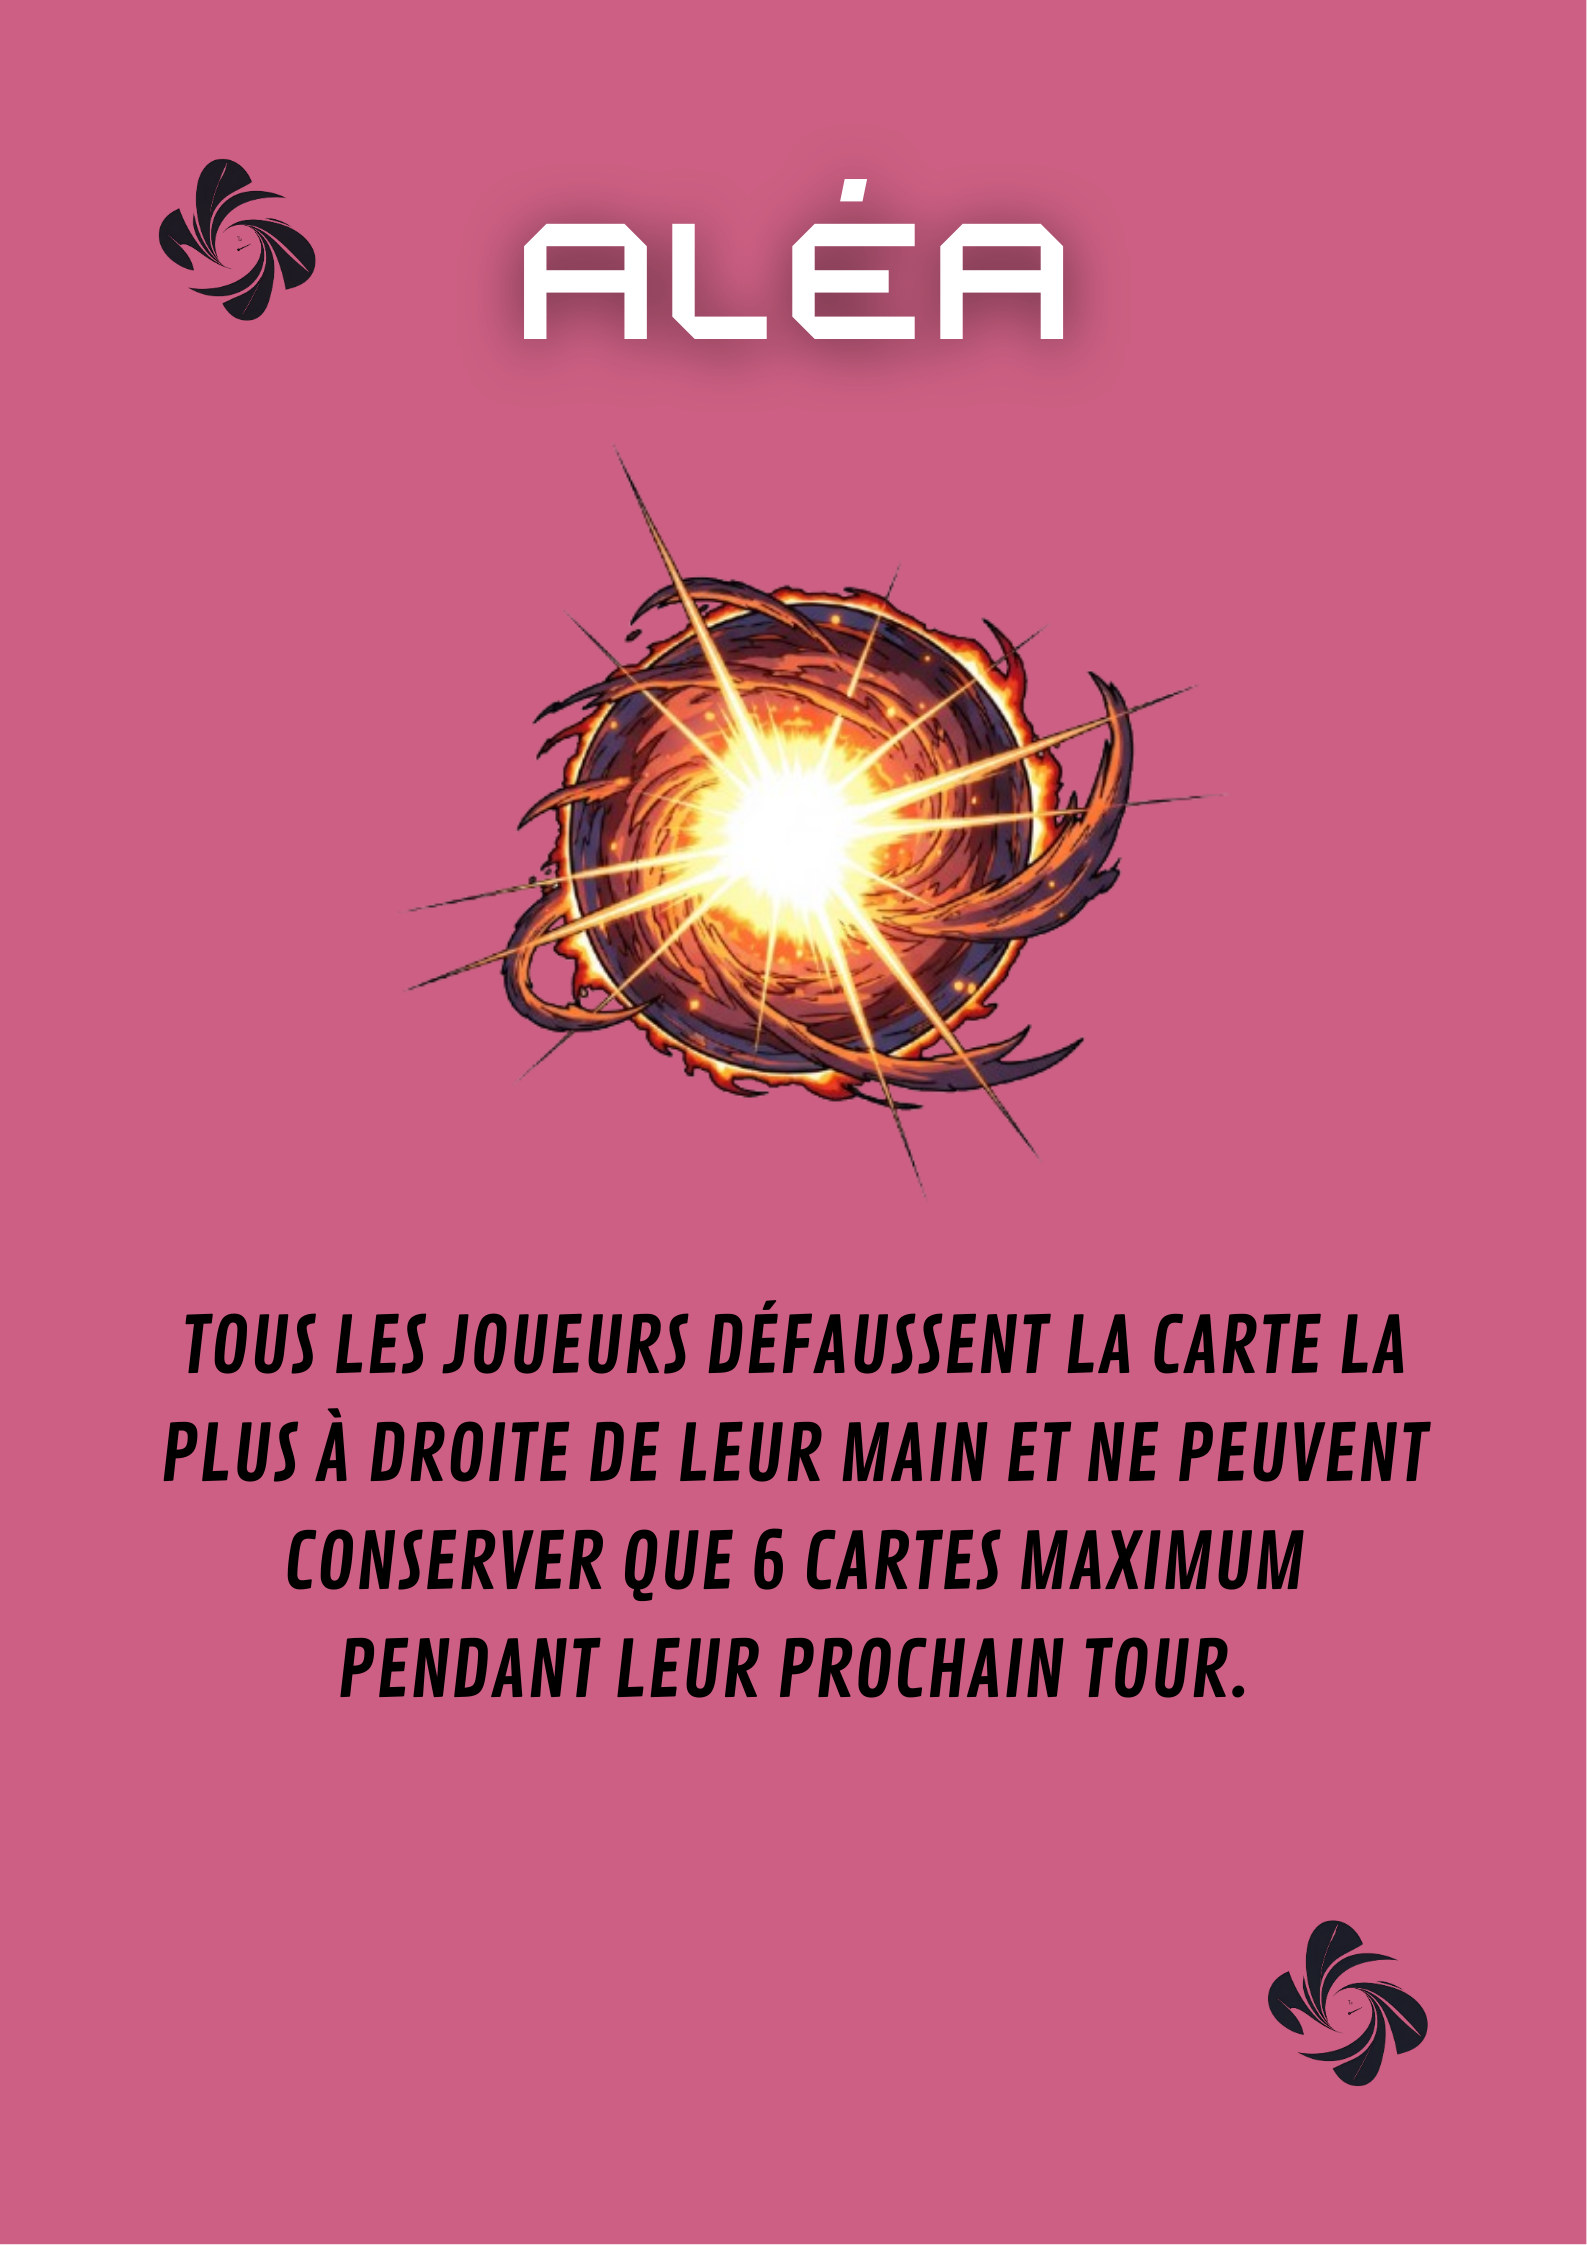 ALÉA
TOUS LES JOUEURS DÉFAUSSENT LA CARTE LA
PLUS À DROITE DE LEUR MAIN ET NE PEUVENT
CONSERVER QUE 6 CARTES MAXIMUM
PENDANT LEUR PROCHAIN TOUR.